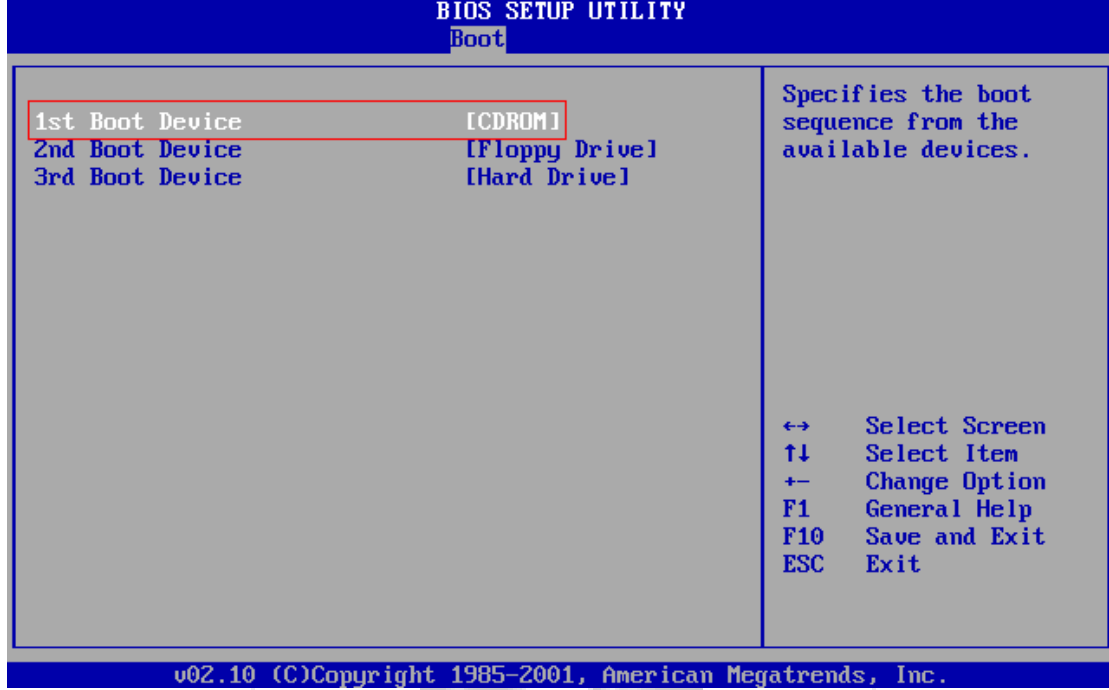 BIOS SETUP UTILITY
Boot
1st Boot Device [CDROM]
2nd Boot Device [Floppy Drive]
3rd Boot Device [Hard Drive]
Specifies the boot
sequence from the
available devices.
←→ Select Screen
↑↓ Select Item
+- Change Option
F1 General Help
F10 Save and Exit
ESC Exit
v02.10 (C)Copyright 1985-2001, American Megatrends, Inc.